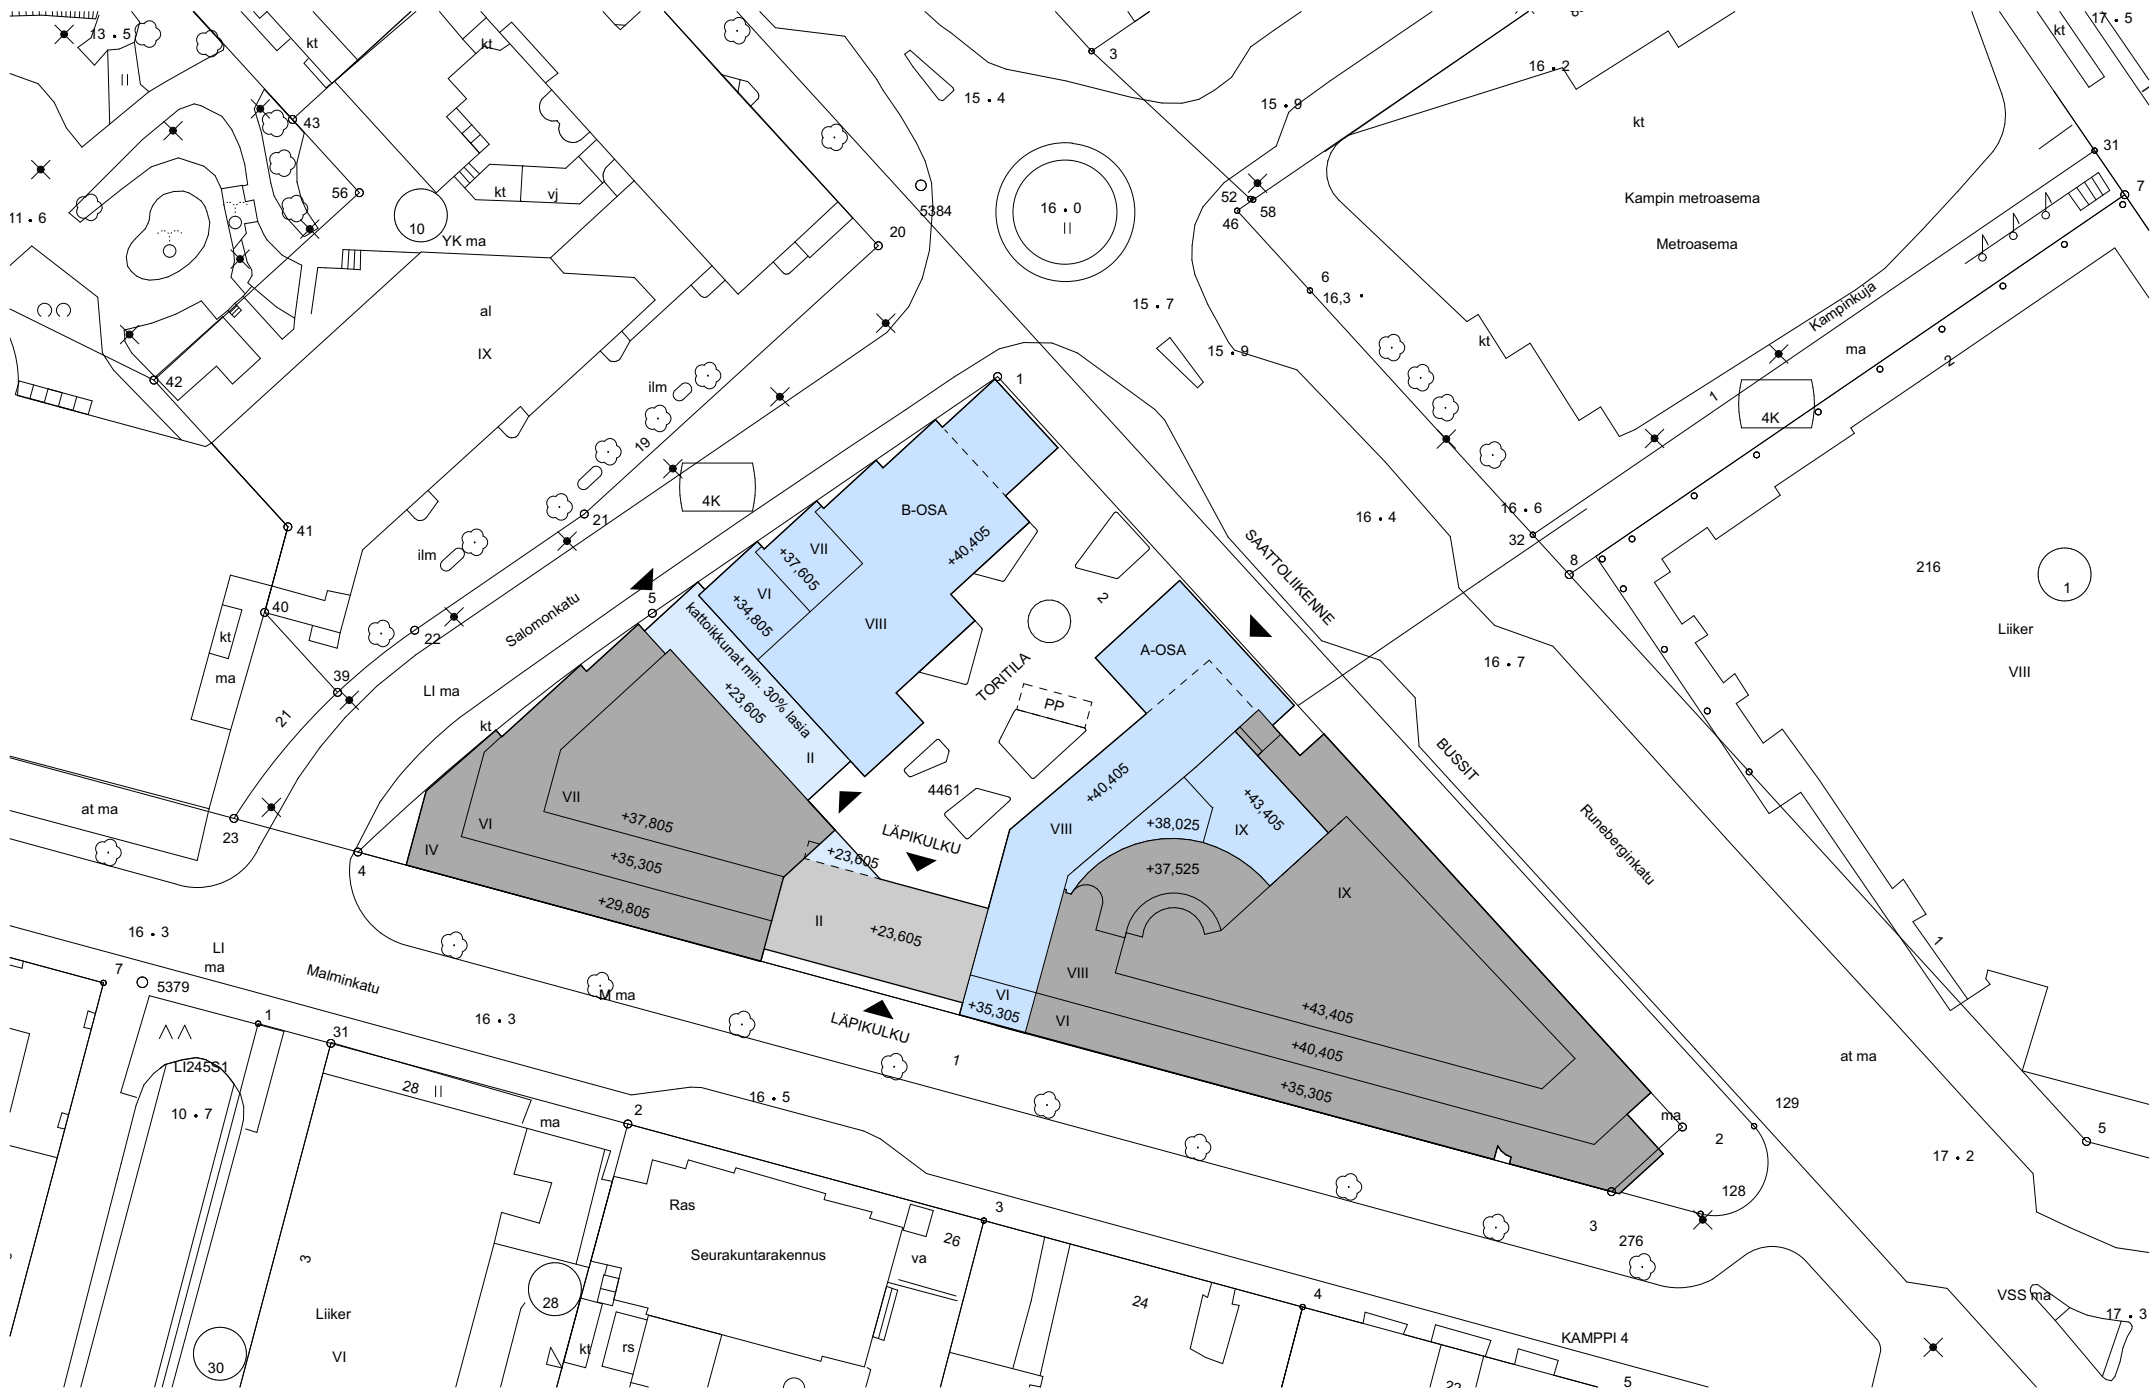 13 . 5
kt
kt
3
6
17 . 5
kt
II
43
15 . 4
16 . 2
15 . 9
kt
31
56
kt
vj
7
11 . 6
10
YK ma
5384
16 . 0
II
52
58
46
Kampin metroasema
20
Metroasema
al
6
16,3
15 . 7
Kampinkuja
IX
15 . 9
kt
ma
2
42
ilm
1
1
4K
19
4K
B-OSA
21
16 . 4
16 . 6
41
VII
+37,605
+40,405
SAATTOLIIKENNE
32
ilm
8
216
1
VI
+34,805
5
2
40
Salomonkatu
VIII
kt
22
kattoikkunat min. 30% lasia
+23,605
A-OSA
Liiker
16 . 7
VIII
39
ma
LI ma
TORITILA
PP
21
kt
II
BUSSIT
at ma
VII
+37,805
VI
4461
+40,405
+43,405
VIII
+38,025
IX
Runeberginkatu
23
LÄPIKULKU
IV
+35,305
+23,605
4
+37,525
IX
+29,805
II
+23,605
16 . 3
LI
ma
1
7
5379
Malminkatu
M ma
VIII
VI
+35,305
+43,405
1
31
16 . 3
LÄPIKULKU
VI
+40,405
1
at ma
LI245S1
28
II
16 . 5
+35,305
10 . 7
2
129
ma
ma
2
5
17 . 2
128
Ras
3
3
276
3
Seurakuntarakennus
26
va
28
24
4
VSS ma
Liiker
17 . 3
VI
kt
rs
KAMPPI 4
30
5
22